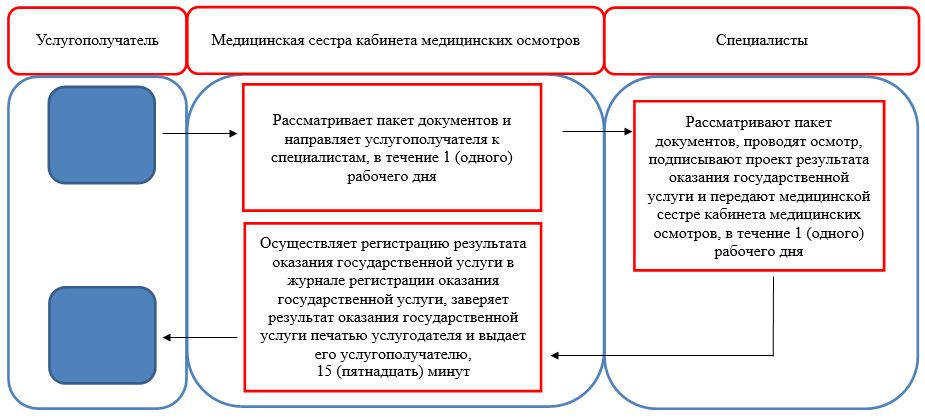 Услугополучатель
Медицинская сестра кабинета медицинских осмотров
Специалисты
Рассматривает пакет документов и
направляет услугополучателя к
специалистам, в течение 1 (одного)
рабочего дня
Рассматривают пакет
документов, проводят осмотр,
подписывают проект результата
оказания государственной
услуги и передают медицинской
сестре кабинета медицинских
осмотров, в течение 1 (одного)
рабочего дня
Осуществляет регистрацию результата
оказания государственной услуги в
журнале регистрации оказания
государственной услуги, заверяет
результат оказания государственной
услуги печатью услугодателя и выдает
его услугополучателю,
15 (пятнадцать) минут